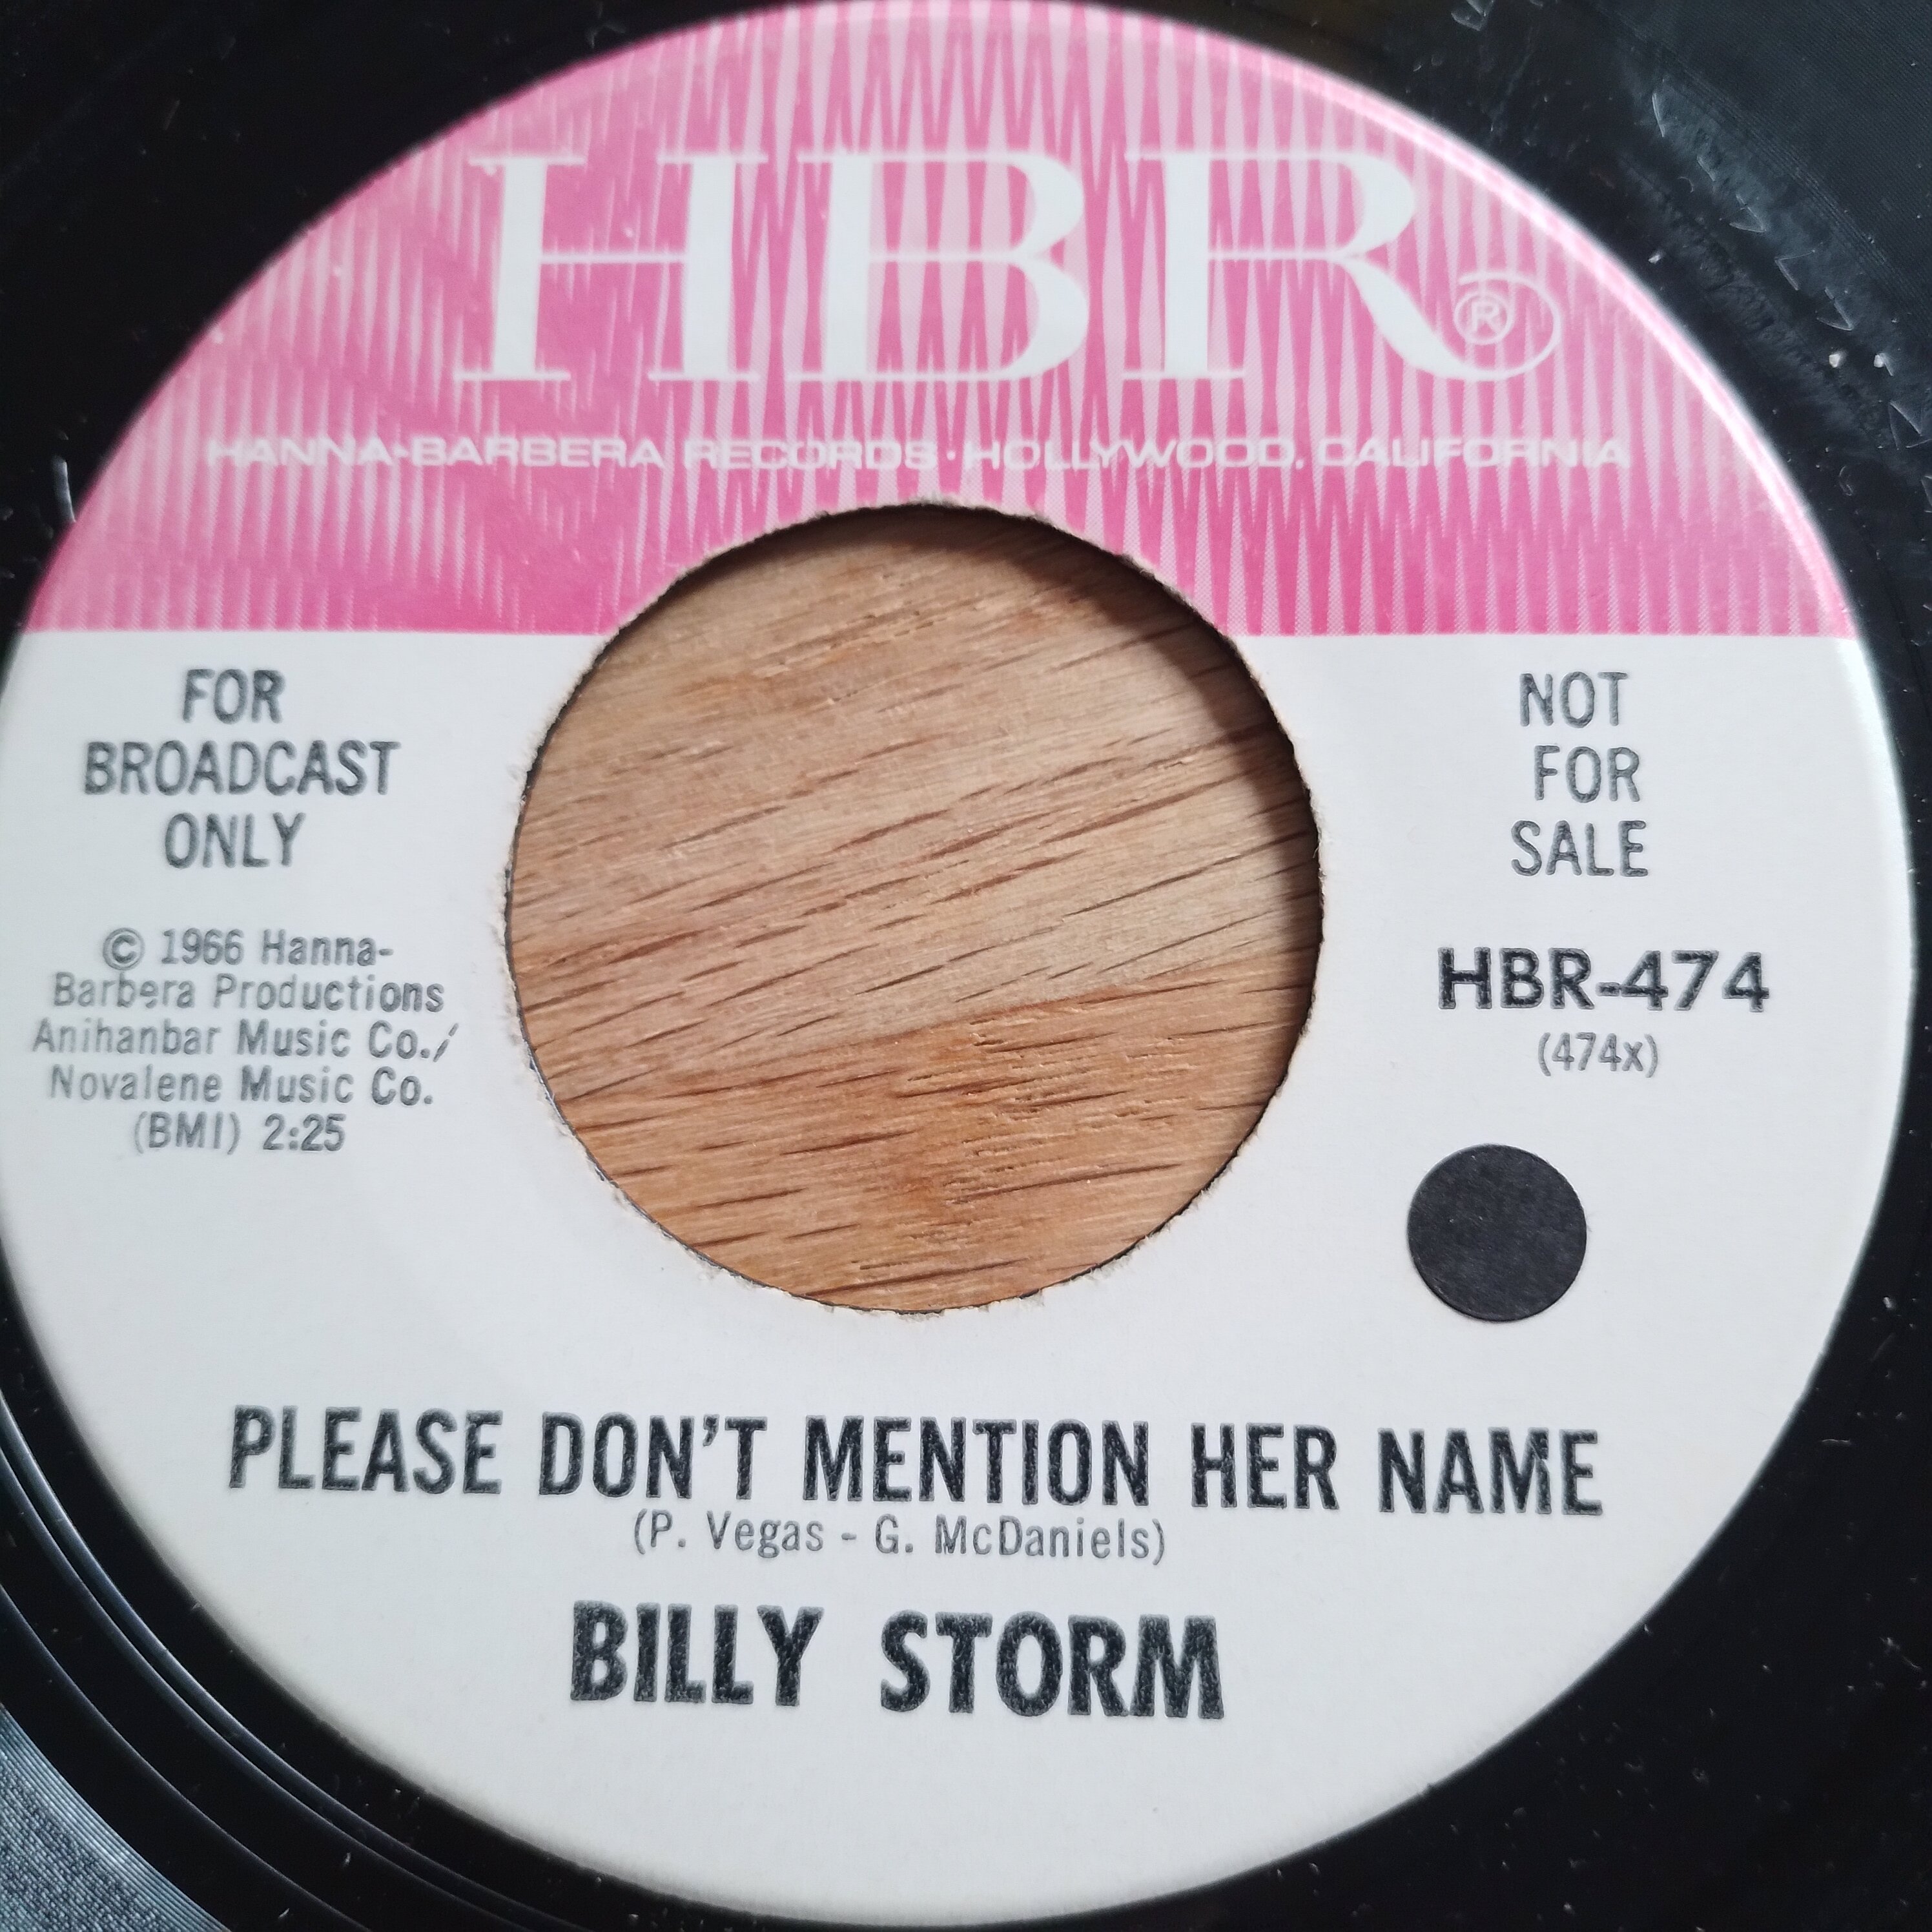 HBR®
HANNA-BARBERA RECORDS · HOLLYWOOD, CALIFORNIA
FOR
BROADCAST
ONLY
© 1966 Hanna-
Barbera Productions
Anihanbar Music Co./
Novalene Music Co.
(BMI) 2:25
NOT
FOR
SALE
HBR-474
(474x)
PLEASE DON'T MENTION HER NAME
(P. Vegas - G. McDaniels)
BILLY STORM